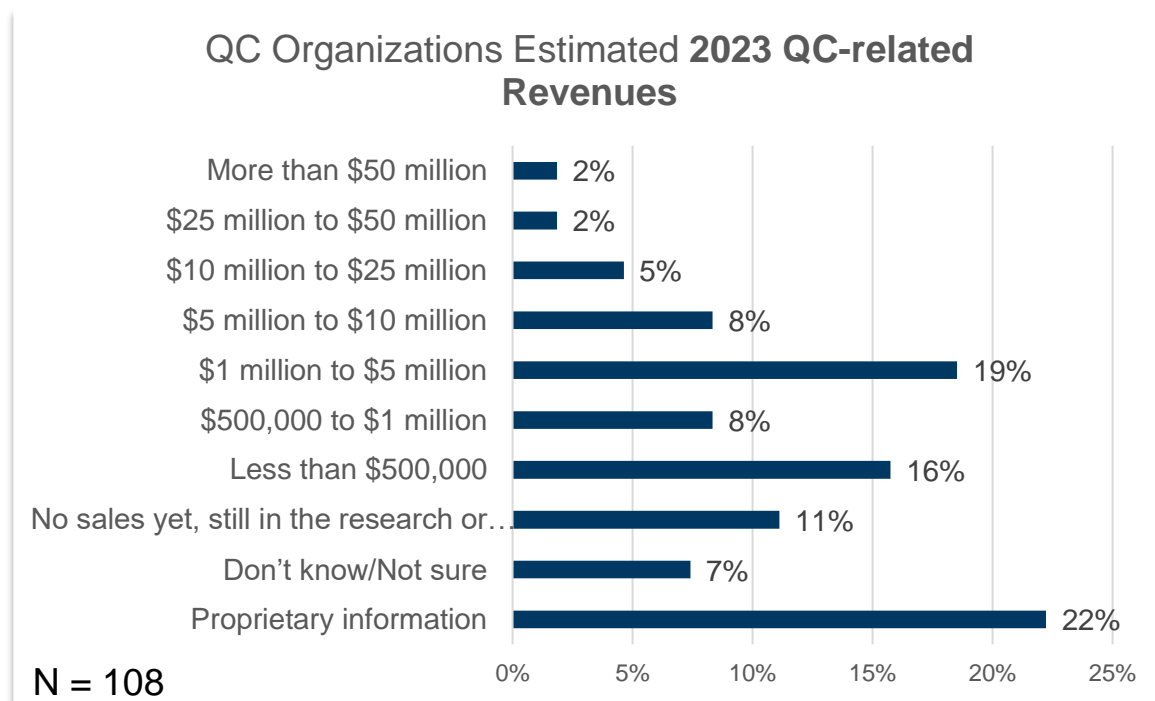 QC Organizations Estimated 2023 QC-related
Revenues
More than $50 million 2%
$25 million to $50 million 2%
$10 million to $25 million 5%
$5 million to $10 million 8%
$1 million to $5 million 19%
$500,000 to $1 million 8%
Less than $500,000 16%
No sales yet, still in the research or… 11%
Don’t know/Not sure 7%
Proprietary information 22%
0% 5% 10% 15% 20% 25%
N = 108